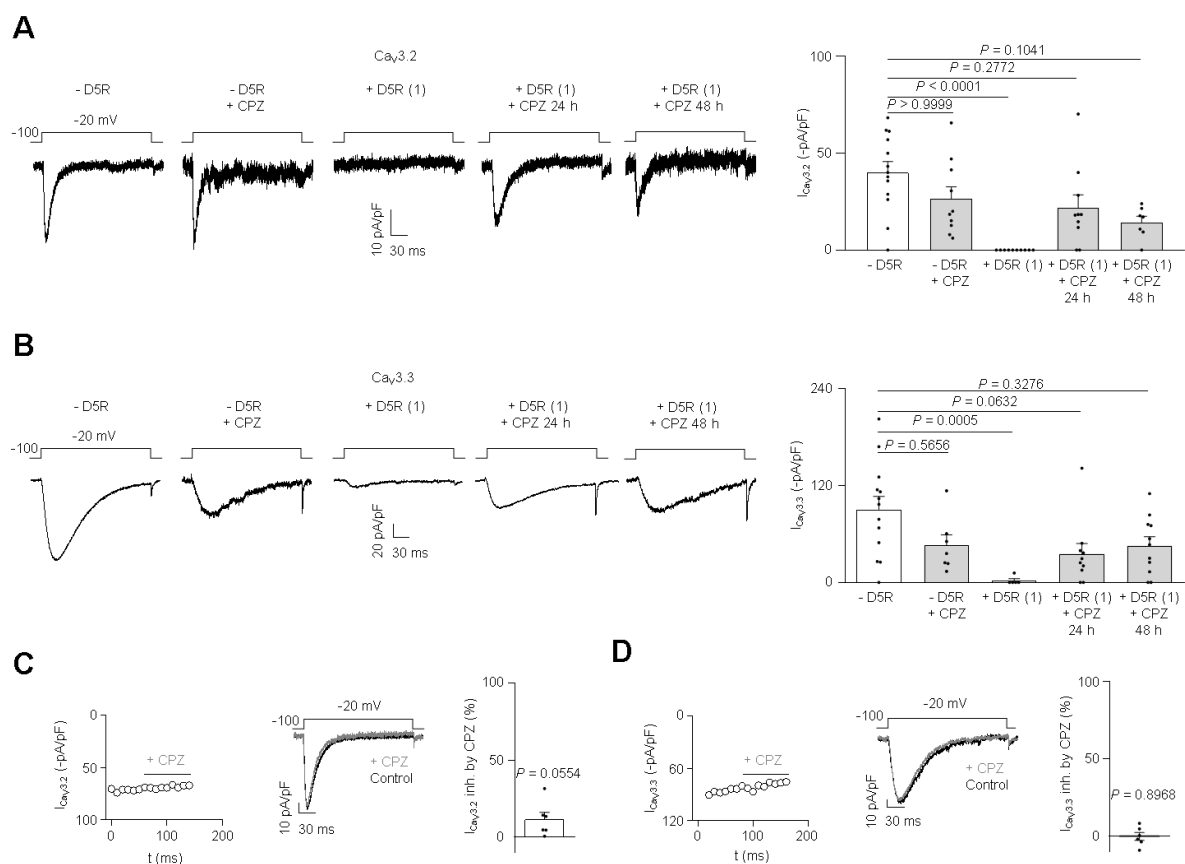 A
Cav3.2
- D5R
- D5R
+ CPZ
+ D5R (1)
+ D5R (1)
+ CPZ 24 h
+ D5R (1)
+ CPZ 48 h
-100
-20 mV
10 pA/pF
30 ms
100
50
0
ICav3.2 (-pA/pF)
P = 0.1041
P = 0.2772
P < 0.0001
P > 0.9999
- D5R
- D5R
+ CPZ
+ D5R (1)
+ D5R (1)
+ CPZ
24 h
+ D5R (1)
+ CPZ
48 h
B
Cav3.3
- D5R
- D5R
+ CPZ
+ D5R (1)
+ D5R (1)
+ CPZ 24 h
+ D5R (1)
+ CPZ 48 h
-100
-20 mV
20 pA/pF
30 ms
240
120
0
ICav3.3 (-pA/pF)
P = 0.3276
P = 0.0632
P = 0.0005
P = 0.5656
- D5R
- D5R
+ CPZ
+ D5R (1)
+ D5R (1)
+ CPZ
24 h
+ D5R (1)
+ CPZ
48 h
C
0
50
100
ICav3.2 (-pA/pF)
+ CPZ
0
100
200
t (ms)
-100
-20 mV
+ CPZ
Control
10 pA/pF
30 ms
100
50
0
ICav3.2 inh. by CPZ (%)
P = 0.0554
D
0
60
120
ICav3.3 (-pA/pF)
+ CPZ
0
100
200
t (ms)
-100
-20 mV
+ CPZ
Control
10 pA/pF
30 ms
100
50
0
ICav3.3 inh. by CPZ (%)
P = 0.8968